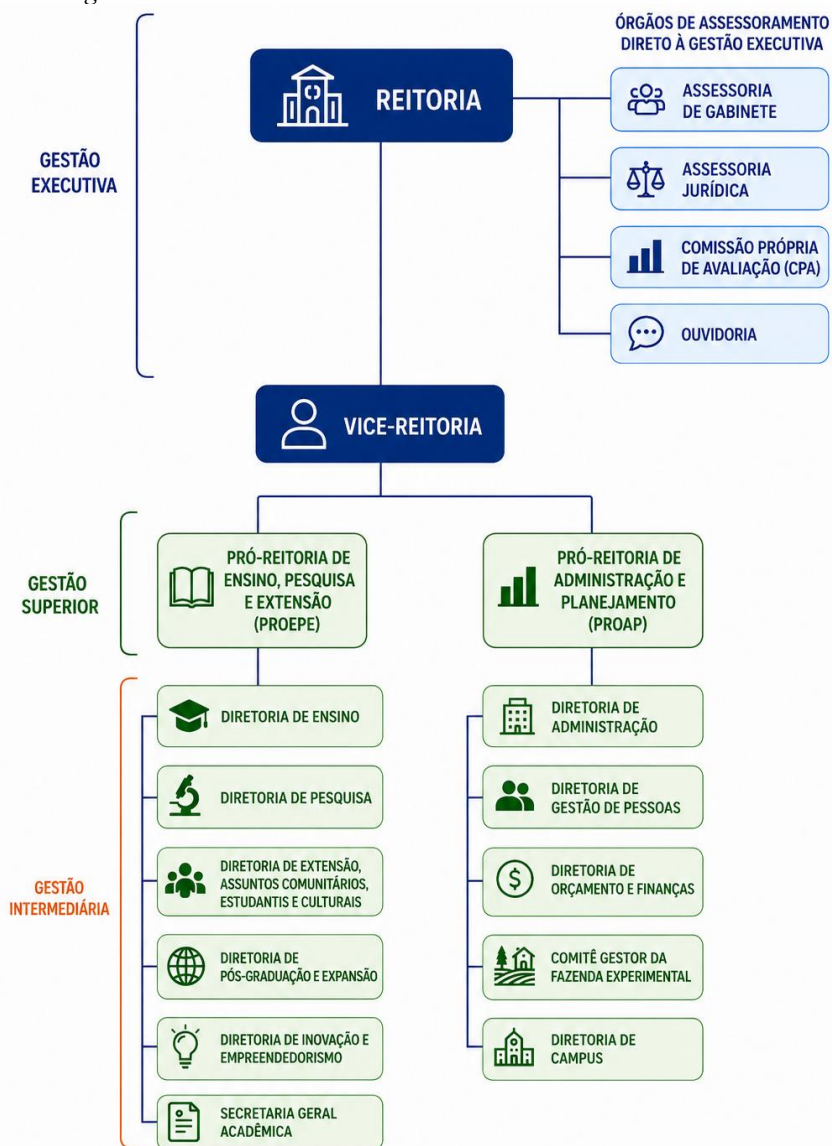 ÓRGÃOS DE ASSESSORAMENTO
DIRETO À GESTÃO EXECUTIVA
REITORIA
ASSESSORIA
DE GABINETE
GESTÃO
EXECUTIVA
ASSESSORIA
JURÍDICA
COMISSÃO PRÓPRIA
DE AVALIAÇÃO (CPA)
OUVIDORIA
VICE-REITORIA
GESTÃO
SUPERIOR
PRÓ-REITORIA DE
ENSINO, PESQUISA
E EXTENSÃO
(PROEPE)
PRÓ-REITORIA DE
ADMINISTRAÇÃO E
PLANEJAMENTO
(PROAP)
GESTÃO
INTERMEDIÁRIA
DIRETORIA DE ENSINO
DIRETORIA DE PESQUISA
DIRETORIA DE EXTENSÃO,
ASSUNTOS COMUNITÁRIOS,
ESTUDANTIS E CULTURAIS
DIRETORIA DE
PÓS-GRADUAÇÃO E EXPANSÃO
DIRETORIA DE INOVAÇÃO E
EMPREENDEDORISMO
SECRETARIA GERAL
ACADÊMICA
DIRETORIA DE
ADMINISTRAÇÃO
DIRETORIA DE
GESTÃO DE PESSOAS
DIRETORIA DE
ORÇAMENTO E FINANÇAS
COMITÊ GESTOR DA
FAZENDA EXPERIMENTAL
DIRETORIA DE
CAMPUS